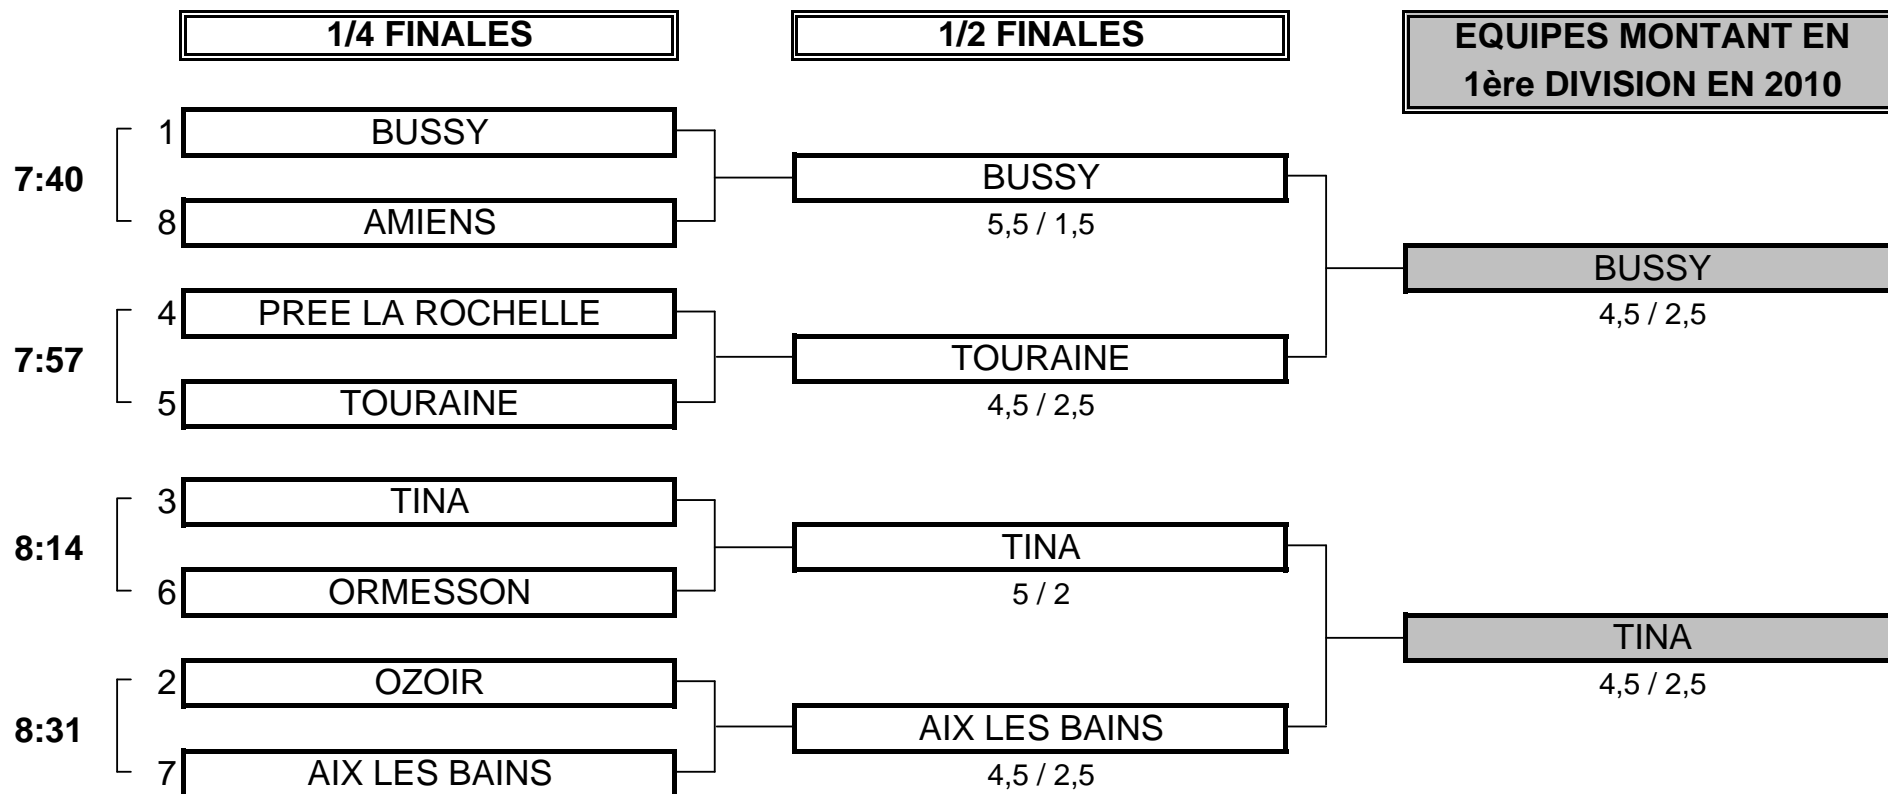 1/4 FINALES
1/2 FINALES
EQUIPES MONTANT EN
1ère DIVISION EN 2010
1 BUSSY
7:40
8 AMIENS
BUSSY
5,5 / 1,5
4 PREE LA ROCHELLE
7:57
5 TOURAINE
TOURAINE
4,5 / 2,5
BUSSY
4,5 / 2,5
3 TINA
8:14
6 ORMESSON
TINA
5 / 2
2 OZOIR
8:31
7 AIX LES BAINS
AIX LES BAINS
4,5 / 2,5
TINA
4,5 / 2,5